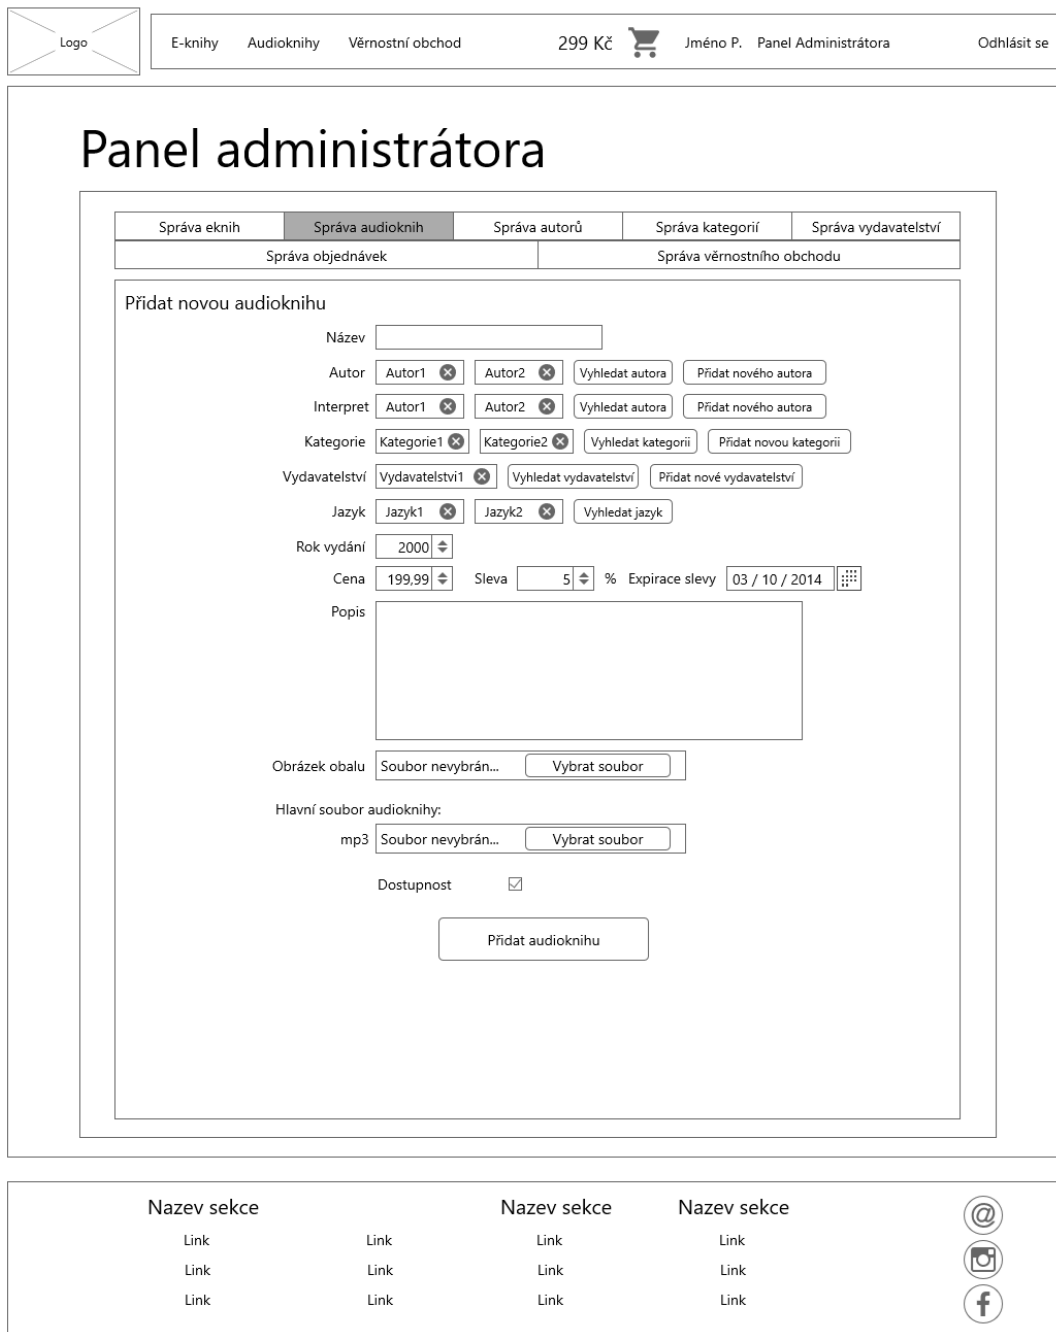 Logo
E-knihy Audioknihy Věrnostní obchod 299 Kč Jméno P. Panel Administrátora Odhlásit se
Panel administrátora
Správa eknih Správa audioknih Správa autorů Správa kategorií Správa vydavatelství
Správa objednávek Správa věrnostního obchodu
Přidat novou audioknihu
Název
Autor Autor1 Autor2 Vyhledat autora Přidat nového autora
Interpret Autor1 Autor2 Vyhledat autora Přidat nového autora
Kategorie Kategorie1 Kategorie2 Vyhledat kategorii Přidat novou kategorii
Vydavatelství Vydavatelstvi1 Vyhledat vydavatelství Přidat nové vydavatelství
Jazyk Jazyk1 Jazyk2 Vyhledat jazyk
Rok vydání 2000
Cena 199,99 Sleva 5 % Expirace slevy 03 / 10 / 2014
Popis
Obrázek obalu Soubor nevybrán... Vybrat soubor
Hlavní soubor audioknihy:
mp3 Soubor nevybrán... Vybrat soubor
Dostupnost
Přidat audioknihu
Nazev sekce Nazev sekce Nazev sekce
Link Link Link Link
Link Link Link Link
Link Link Link Link